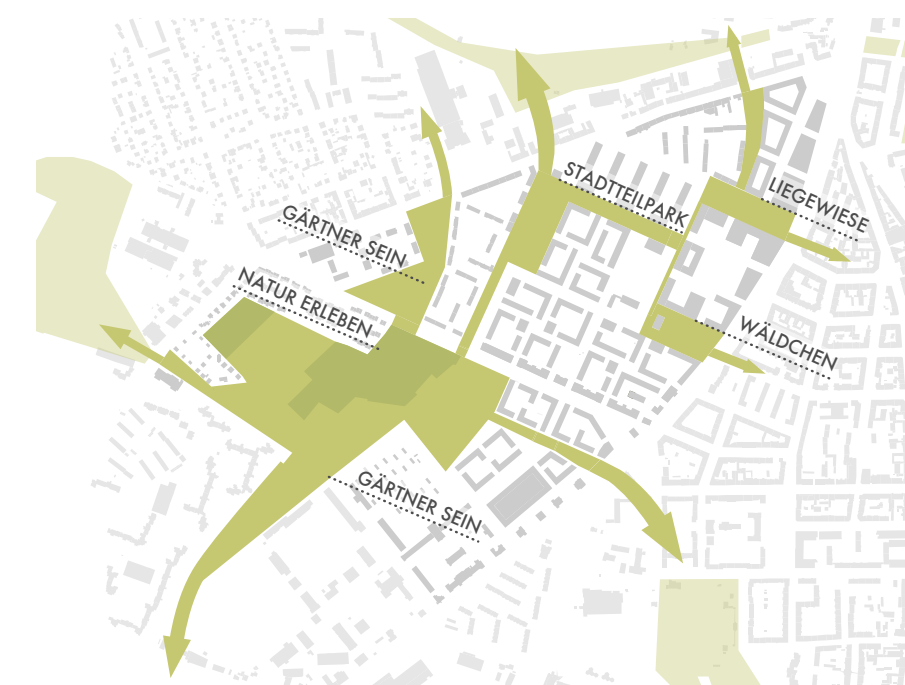 STADTTEILPARK
LIEGEWIESE
GÄRTNER SEIN
NATUR ERLEBEN
WÄLDCHEN
GÄRTNER SEIN